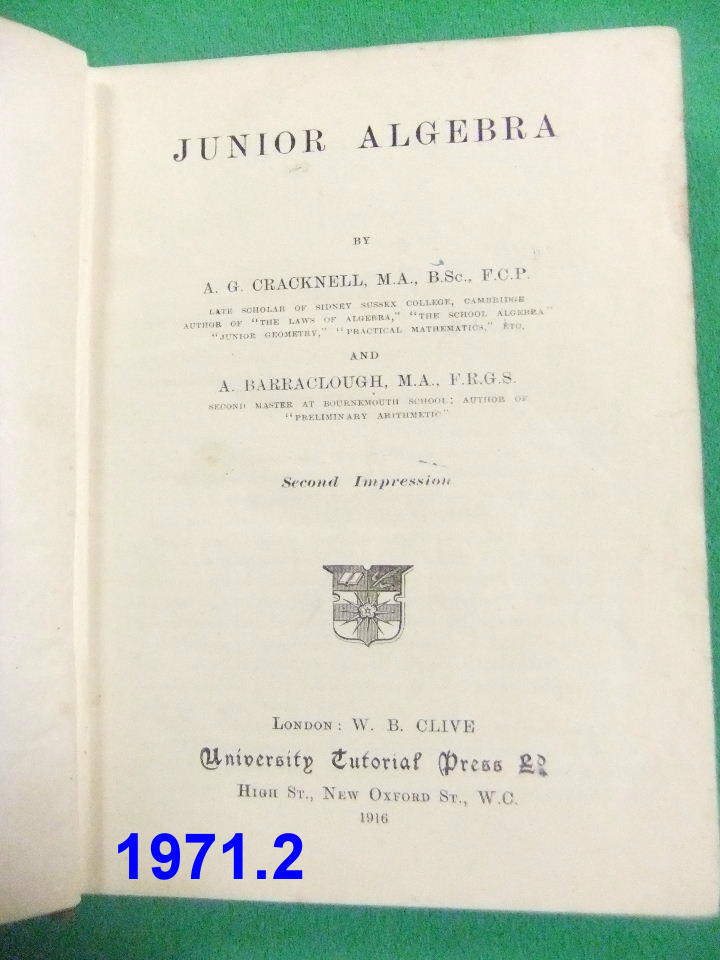 JUNIOR ALGEBRA
BY
A. G. CRACKNELL, M.A., B.Sc., F.C.P.
LATE SCHOLAR OF SIDNEY SUSSEX COLLEGE, CAMBRIDGE
AUTHOR OF "THE LAWS OF ALGEBRA," "THE SCHOOL ALGEBRA"
"JUNIOR GEOMETRY," "PRACTICAL MATHEMATICS," ETC.
AND
A. BARRACLOUGH, M.A., F.R.G.S.
SECOND MASTER AT BOURNEMOUTH SCHOOL; AUTHOR OF
"PRELIMINARY ARITHMETIC"
Second Impression
LONDON: W. B. CLIVE
University Tutorial Press Ld
HIGH ST., NEW OXFORD ST., W.C.
1916
1971.2